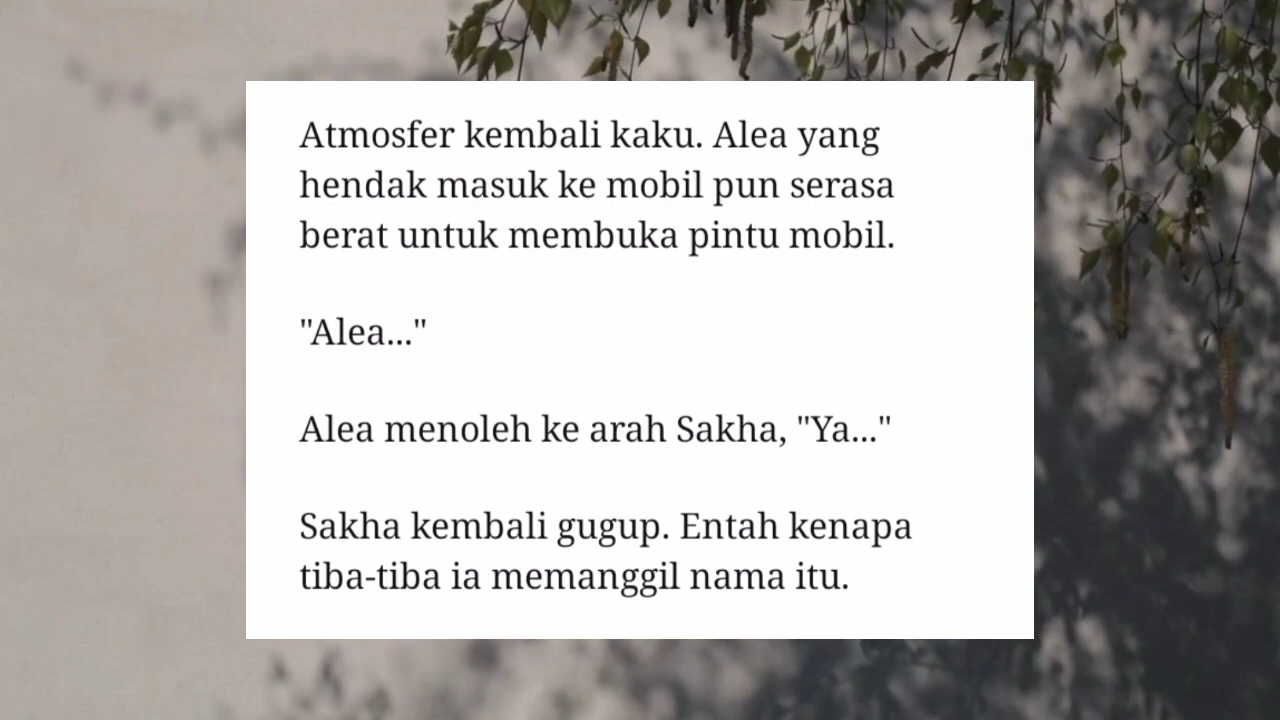 Atmosfer kembali kaku. Alea yang
hendak masuk ke mobil pun serasa
berat untuk membuka pintu mobil.
"Alea..."
Alea menoleh ke arah Sakha, "Ya..."
Sakha kembali gugup. Entah kenapa
tiba-tiba ia memanggil nama itu.